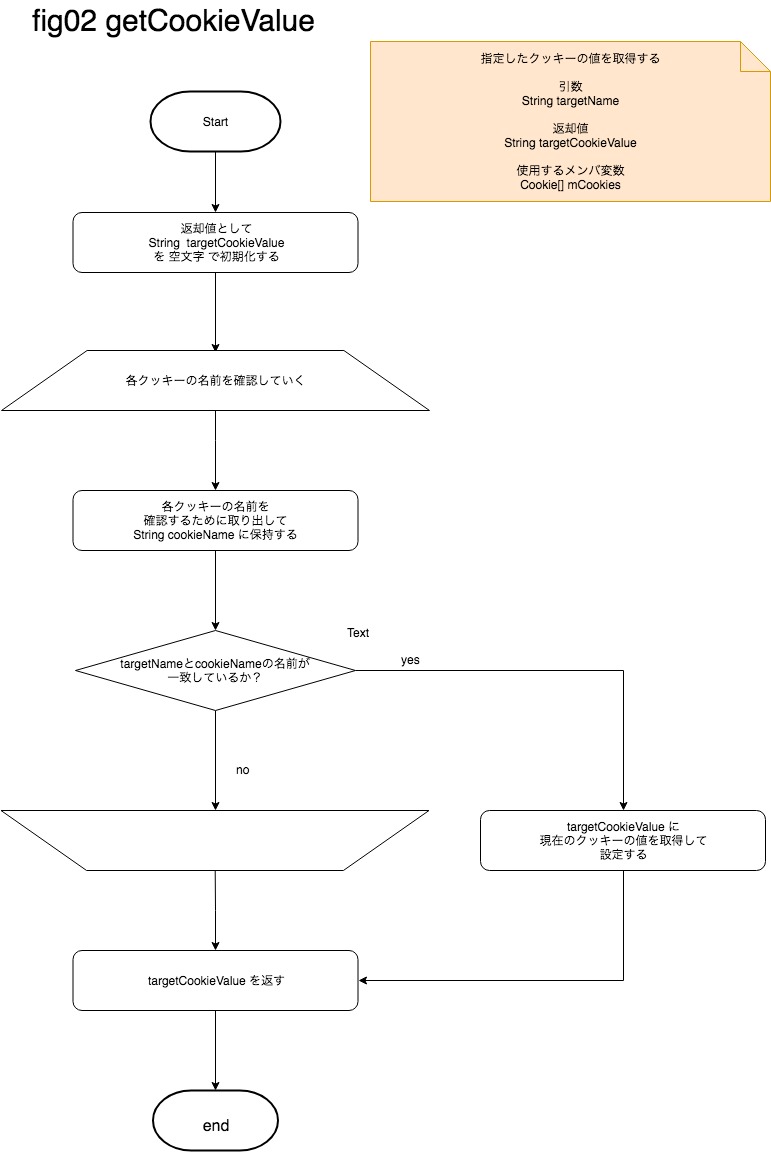 fig02 getCookieValue
指定したクッキーの値を取得する
引数
String targetName
返却値
String targetCookieValue
使用するメンバ変数
Cookie[] mCookies
Start
返却値として
String targetCookieValue
を 空文字 で初期化する
各クッキーの名前を確認していく
各クッキーの名前を
確認するために取り出して
String cookieName に保持する
Text
targetNameとcookieNameの名前が
一致しているか？
yes
no
targetCookieValue に
現在のクッキーの値を取得して
設定する
targetCookieValue を返す
end